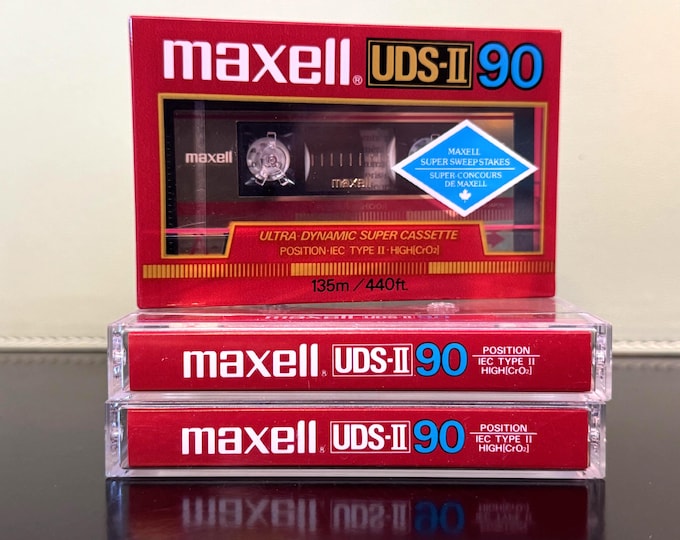 maxell® UDS-II 90
maxell
maxell
MAXELL
SUPER SWEEPSTAKES
SUPER-CONCOURS
DE MAXELL
ULTRA-DYNAMIC SUPER CASSETTE
POSITION·IEC TYPE II·HIGH[CrO2]
135m/440ft.
maxell® UDS-II 90 POSITION
IEC TYPE II
HIGH[CrO2]
maxell® UDS-II 90 POSITION
IEC TYPE II
HIGH[CrO2]